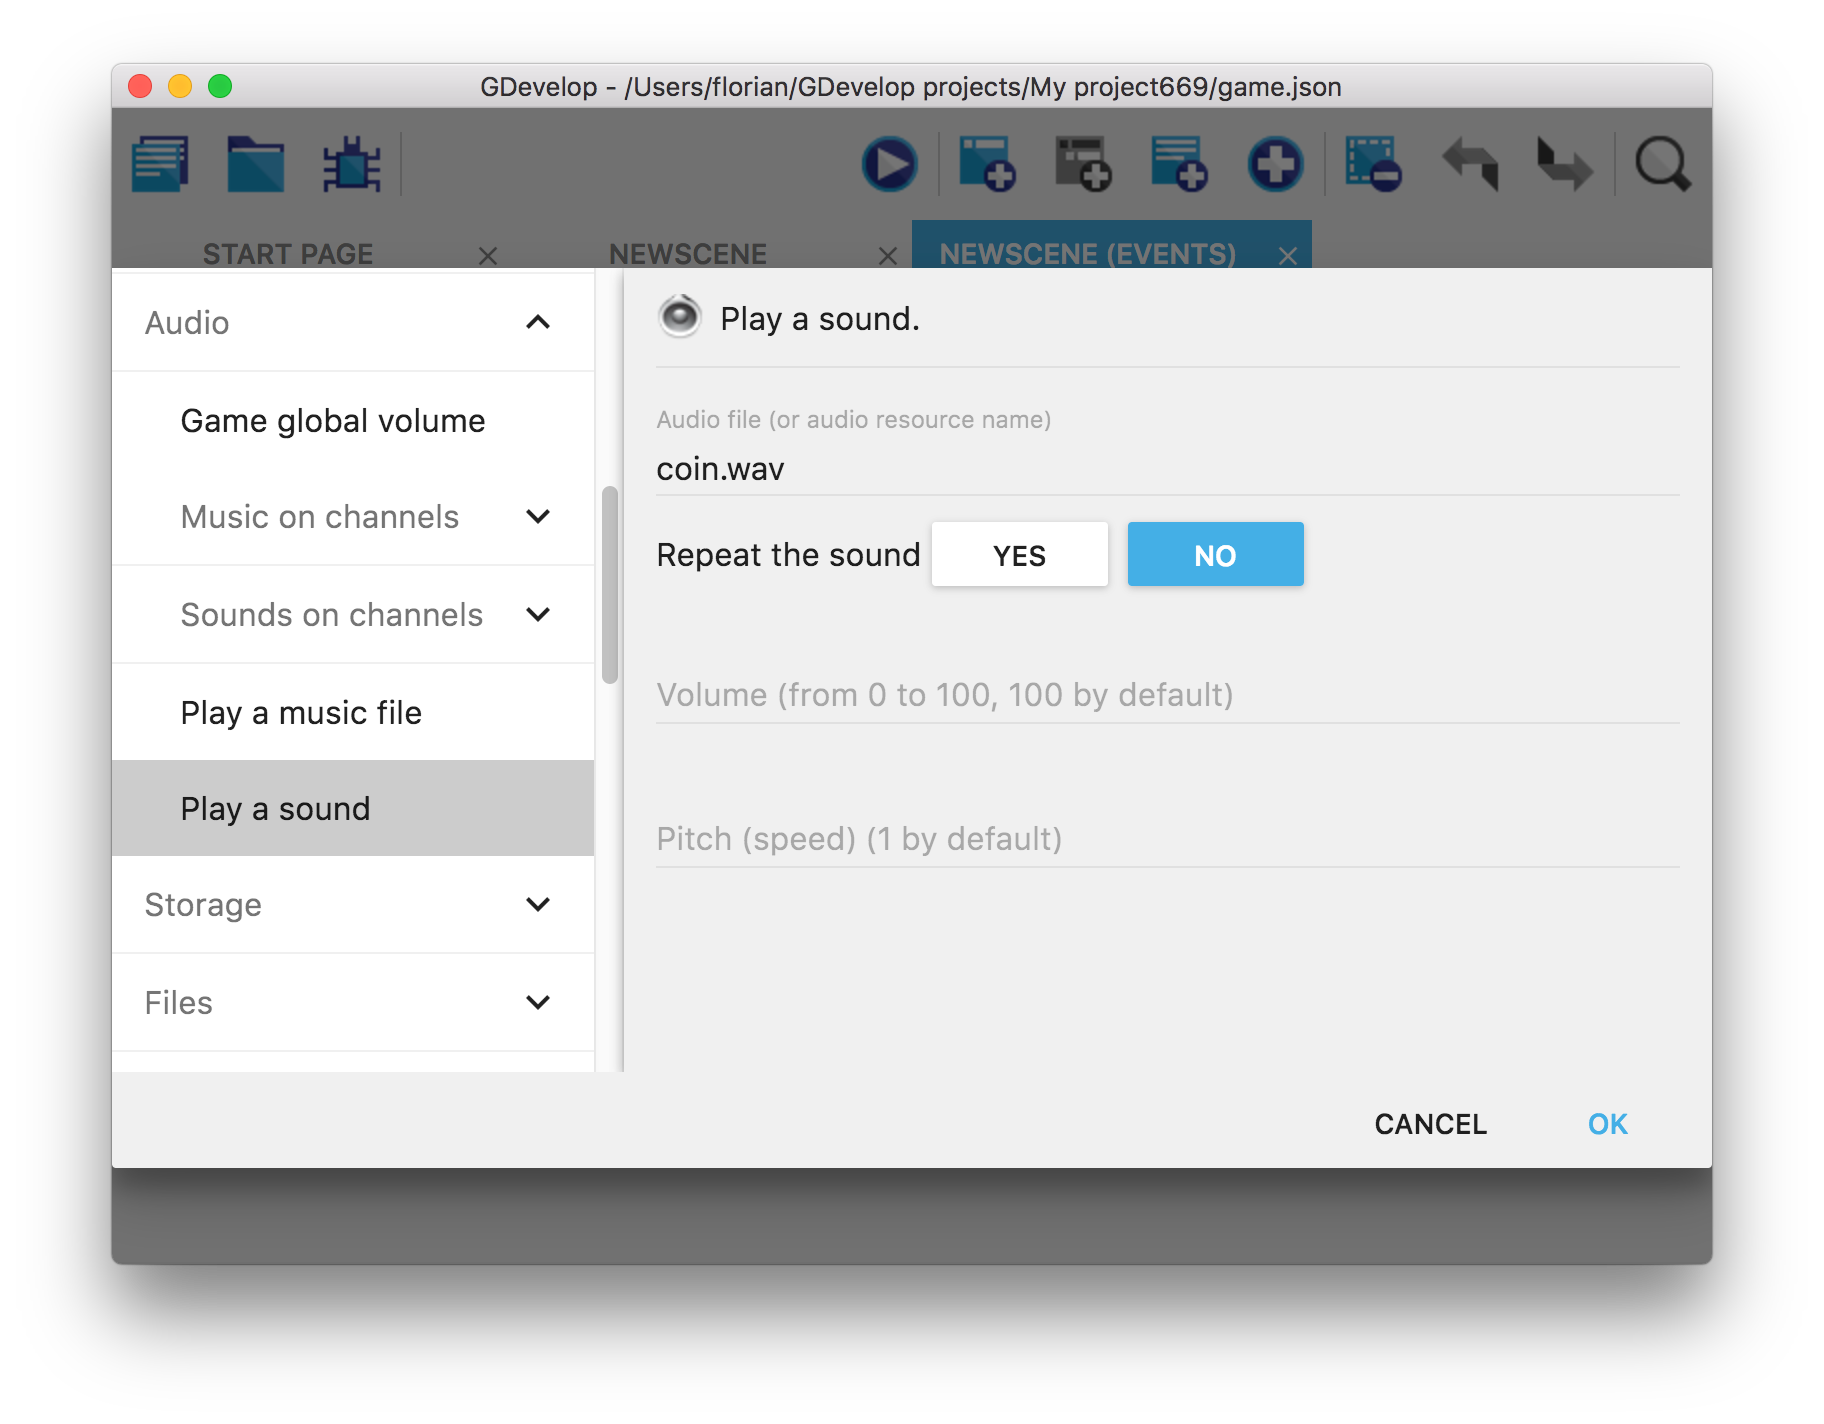 GDevelop - /Users/florian/GDevelop projects/My project669/game.json
START PAGE
NEWSCENE
NEWSCENE (EVENTS)
Audio
Game global volume
Music on channels
Sounds on channels
Play a music file
Play a sound
Storage
Files
Play a sound.
Audio file (or audio resource name)
coin.wav
Repeat the sound YES NO
Volume (from 0 to 100, 100 by default)
Pitch (speed) (1 by default)
CANCEL OK